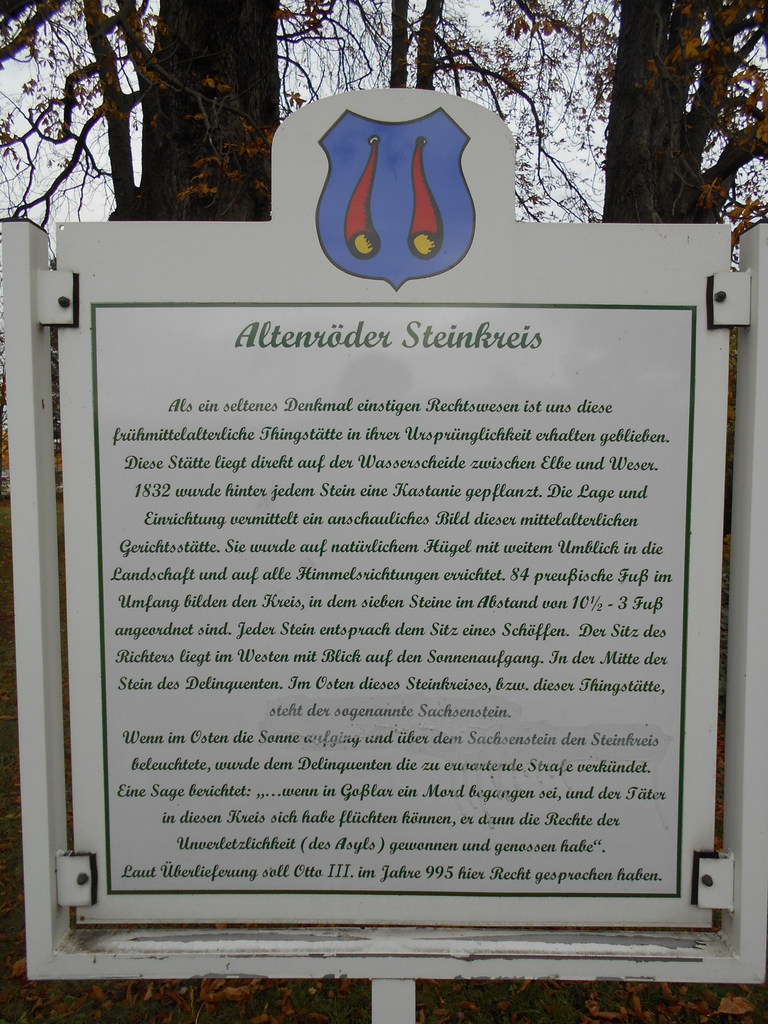 Altenröder Steinkreis
Als ein seltenes Denkmal einstigen Rechtswesen ist uns diese
frühmittelalterliche Thingstätte in ihrer Ursprünglichkeit erhalten geblieben.
Diese Stätte liegt direkt auf der Wasserscheide zwischen Elbe und Weser.
1832 wurde hinter jedem Stein eine Kastanie gepflanzt. Die Lage und
Einrichtung vermittelt ein anschauliches Bild dieser mittelalterlichen
Gerichtsstätte. Sie wurde auf natürlichem Hügel mit weitem Umblick in die
Landschaft und auf alle Himmelsrichtungen errichtet. 84 preußische Fuß im
Umfang bilden den Kreis, in dem sieben Steine im Abstand von 10½ - 3 Fuß
angeordnet sind. Jeder Stein entsprach dem Sitz eines Schöffen. Der Sitz des
Richters liegt im Westen mit Blick auf den Sonnenaufgang. In der Mitte der
Stein des Delinquenten. Im Osten dieses Steinkreises, bzw. dieser Thingstätte,
steht der sogenannte Sachsenstein.
Wenn im Osten die Sonne aufging und über dem Sachsenstein den Steinkreis
beleuchtete, wurde dem Delinquenten die zu erwartende Strafe verkündet.
Eine Sage berichtet: „...wenn in Goßlar ein Mord begangen sei, und der Täter
in diesen Kreis sich habe flüchten können, er dann die Rechte der
Unverletzlichkeit (des Asyls) gewonnen und genossen habe“.
Laut Überlieferung soll Otto III. im Jahre 995 hier Recht gesprochen haben.